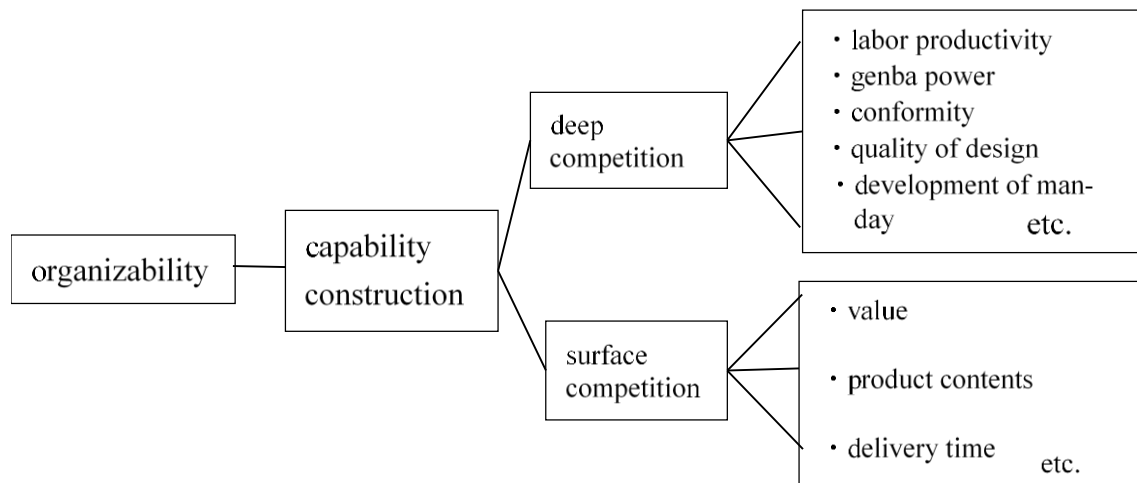 organizability
capability
construction
deep
competition
・labor productivity
・genba power
・conformity
・quality of design
・development of man-
day etc.
surface
competition
・value
・product contents
・delivery time
etc.